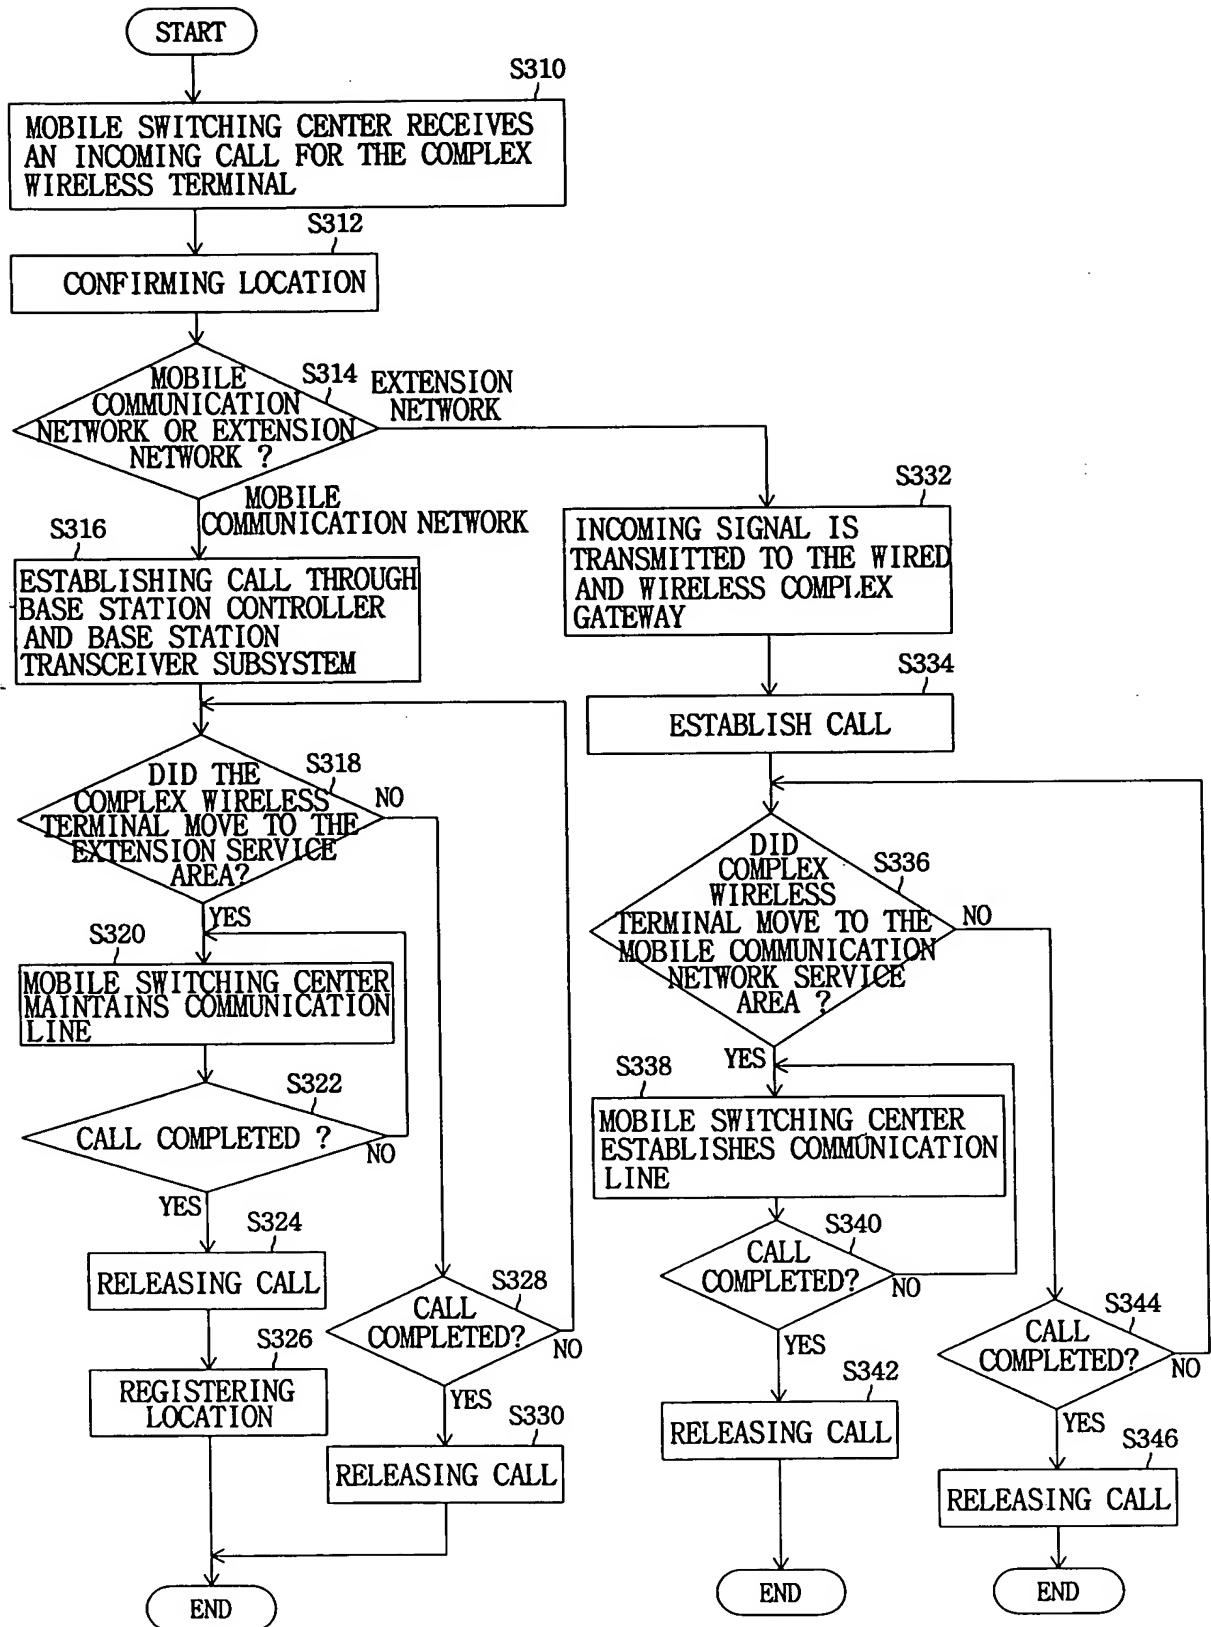 START
S310
MOBILE SWITCHING CENTER RECEIVES
AN INCOMING CALL FOR THE COMPLEX
WIRELESS TERMINAL
S312
CONFIRMING LOCATION
S314
MOBILE
COMMUNICATION
NETWORK OR EXTENSION
NETWORK ?
EXTENSION
NETWORK
MOBILE
COMMUNICATION NETWORK
S316
ESTABLISHING CALL THROUGH
BASE STATION CONTROLLER
AND BASE STATION
TRANSCEIVER SUBSYSTEM
S318
DID THE
COMPLEX WIRELESS
TERMINAL MOVE TO THE
EXTENSION SERVICE
AREA?
NO
YES
S320
MOBILE SWITCHING CENTER
MAINTAINS COMMUNICATION
LINE
S322
CALL COMPLETED ?
NO
YES
S324
RELEASING CALL
S326
REGISTERING
LOCATION
S328
CALL
COMPLETED?
NO
YES
S330
RELEASING CALL
END
S332
INCOMING SIGNAL IS
TRANSMITTED TO THE WIRED
AND WIRELESS COMPLEX
GATEWAY
S334
ESTABLISH CALL
S336
DID
COMPLEX
WIRELESS
TERMINAL MOVE TO THE
MOBILE COMMUNICATION
NETWORK SERVICE
AREA ?
NO
YES
S338
MOBILE SWITCHING CENTER
ESTABLISHES COMMUNICATION
LINE
S340
CALL
COMPLETED?
NO
YES
S342
RELEASING CALL
END
S344
CALL
COMPLETED?
NO
YES
S346
RELEASING CALL
END